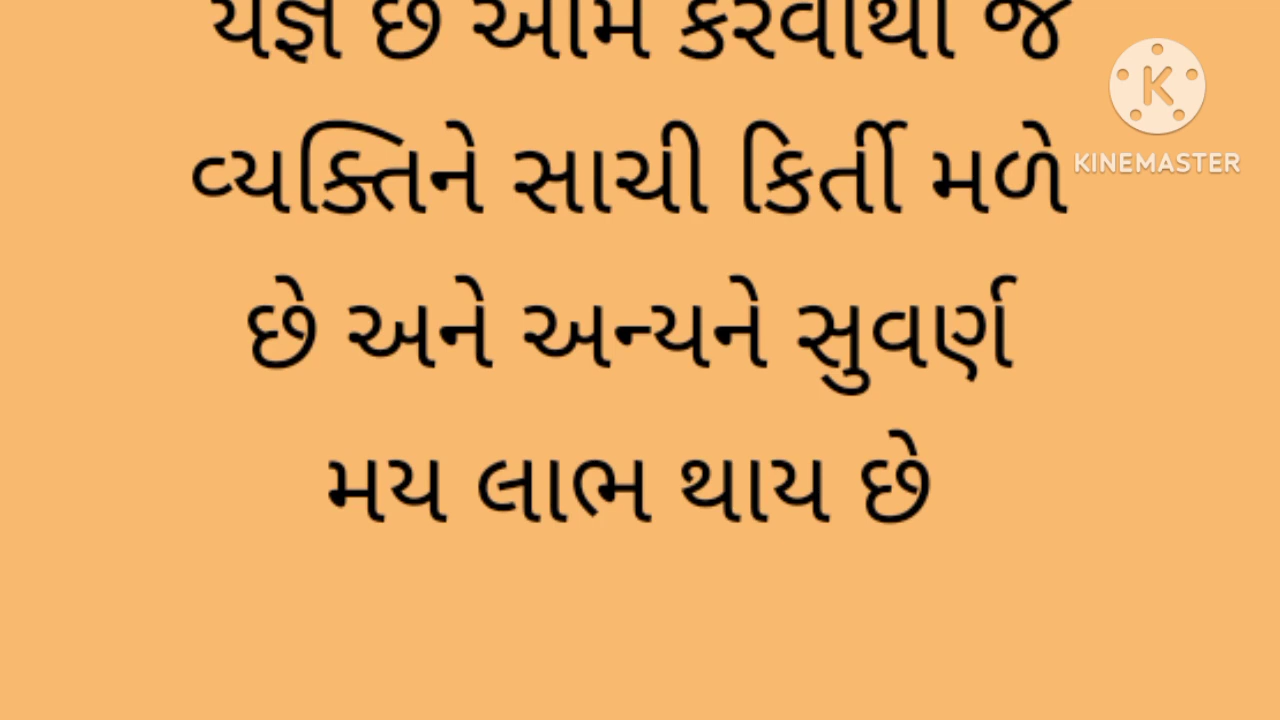 યજ્ઞ છે આમ કરવાથી જ
વ્યક્તિને સાચી કિર્તી મળે
છે અને અન્યને સુવર્ણ
મય લાભ થાય છે
K
KINEMASTER